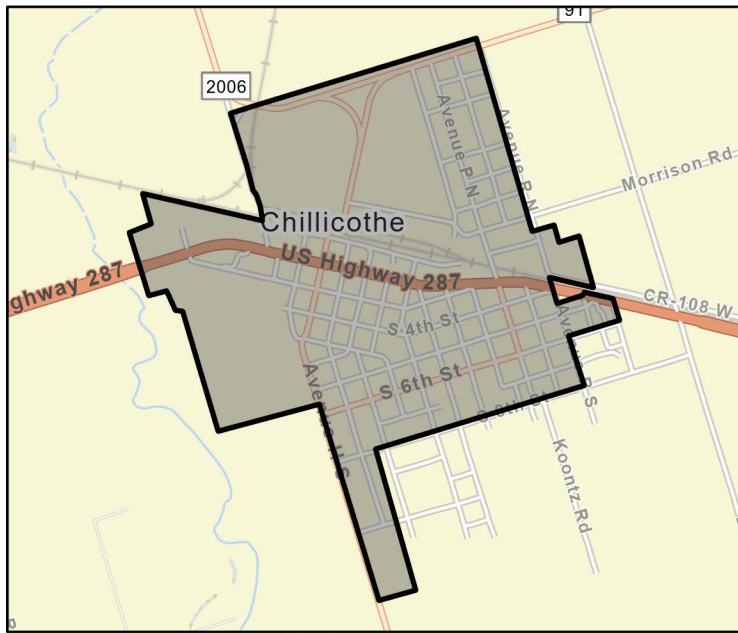 91
2006
Avenue P N
Avenue R N
Morrison Rd
Chillicothe
US Highway 287
ghway 287
CR-108 W
S 4th St
Avenue R S
S 6th St
Avenue H S
S 8th St
Koontz Rd